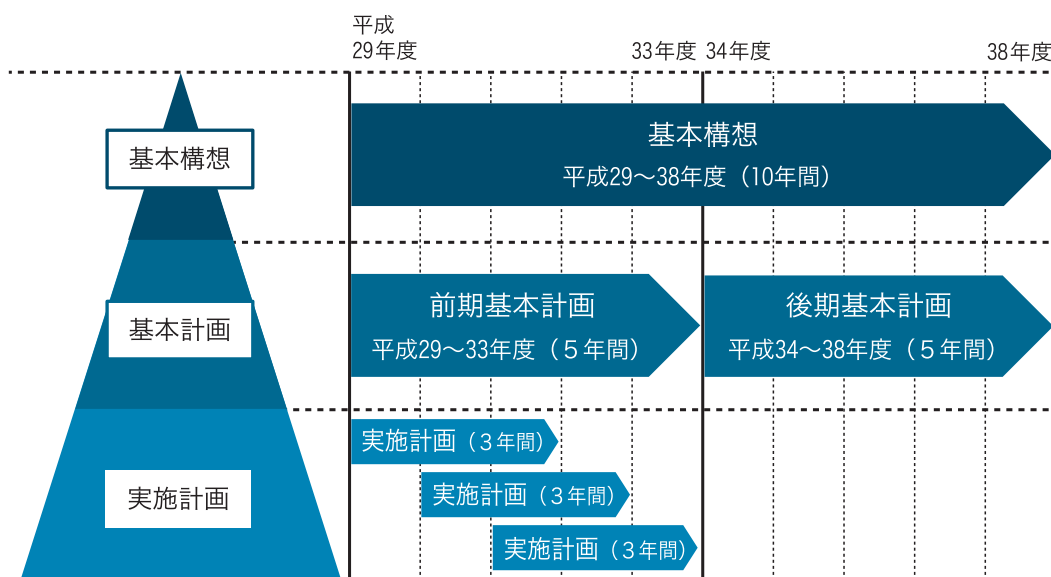 平成
29年度
33年度
34年度
38年度
基本構想
基本構想
平成29～38年度（10年間）
基本計画
前期基本計画
平成29～33年度（５年間）
後期基本計画
平成34～38年度（５年間）
実施計画
実施計画（３年間）
実施計画（３年間）
実施計画（３年間）